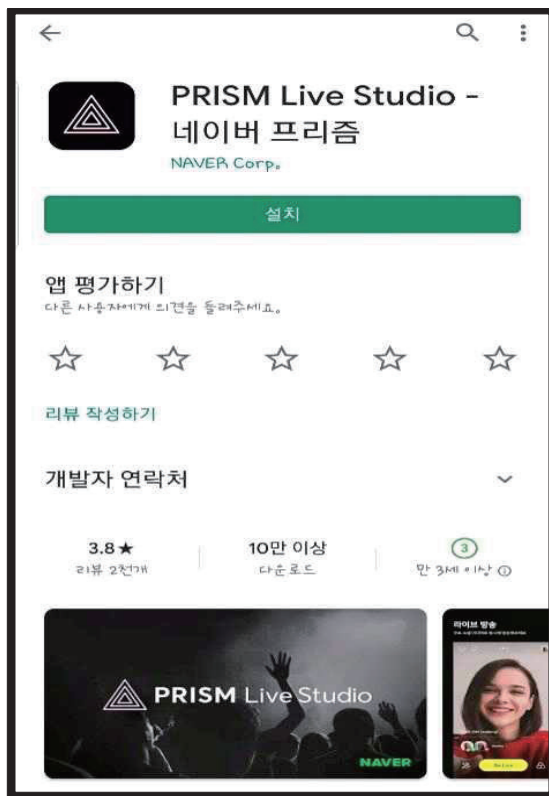 PRISM Live Studio -
네이버 프리즘
NAVER Corp.
설치
앱 평가하기
다른 사용자에게 의견을 들려주세요.
리뷰 작성하기
개발자 연락처
3.8★
리뷰 2천개
10만 이상
다운로드
3
만 3세 이상
PRISM Live Studio
NAVER
라이브 방송